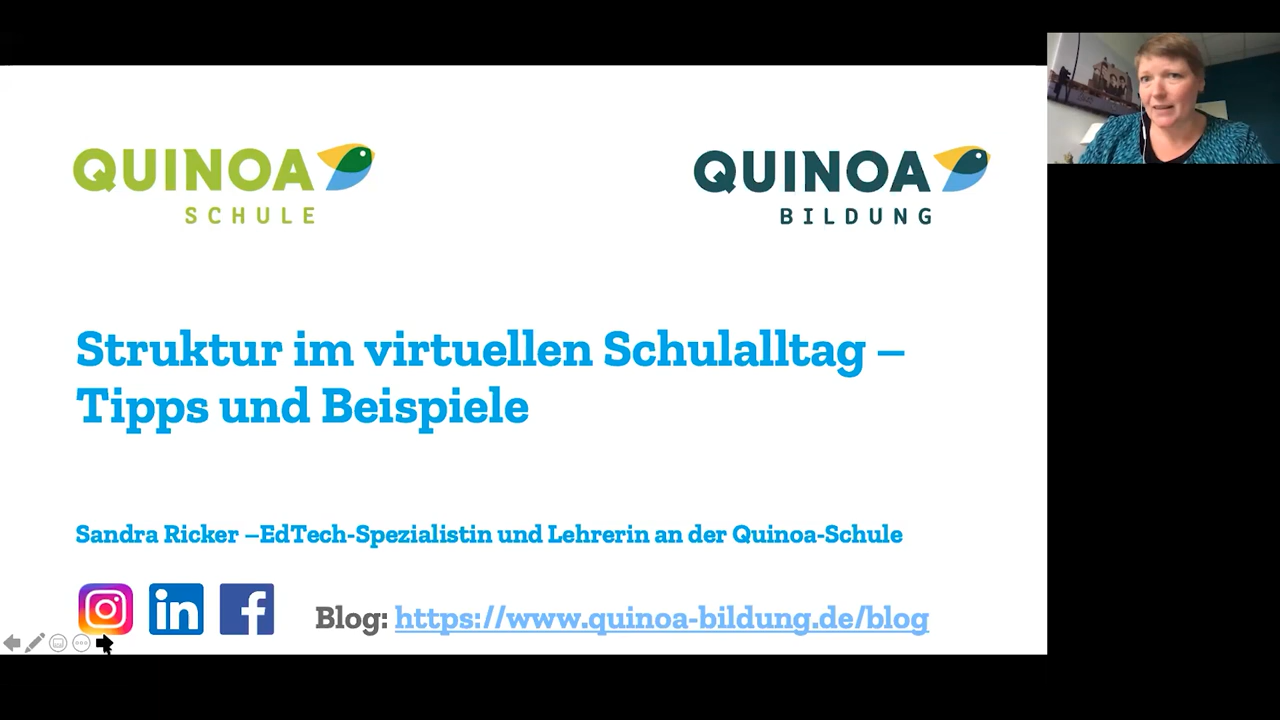 QUINOA
SCHULE
QUINOA
BILDUNG
Struktur im virtuellen Schulalltag –
Tipps und Beispiele
Sandra Ricker –EdTech-Spezialistin und Lehrerin an der Quinoa-Schule
in
f
Blog: https://www.quinoa-bildung.de/blog